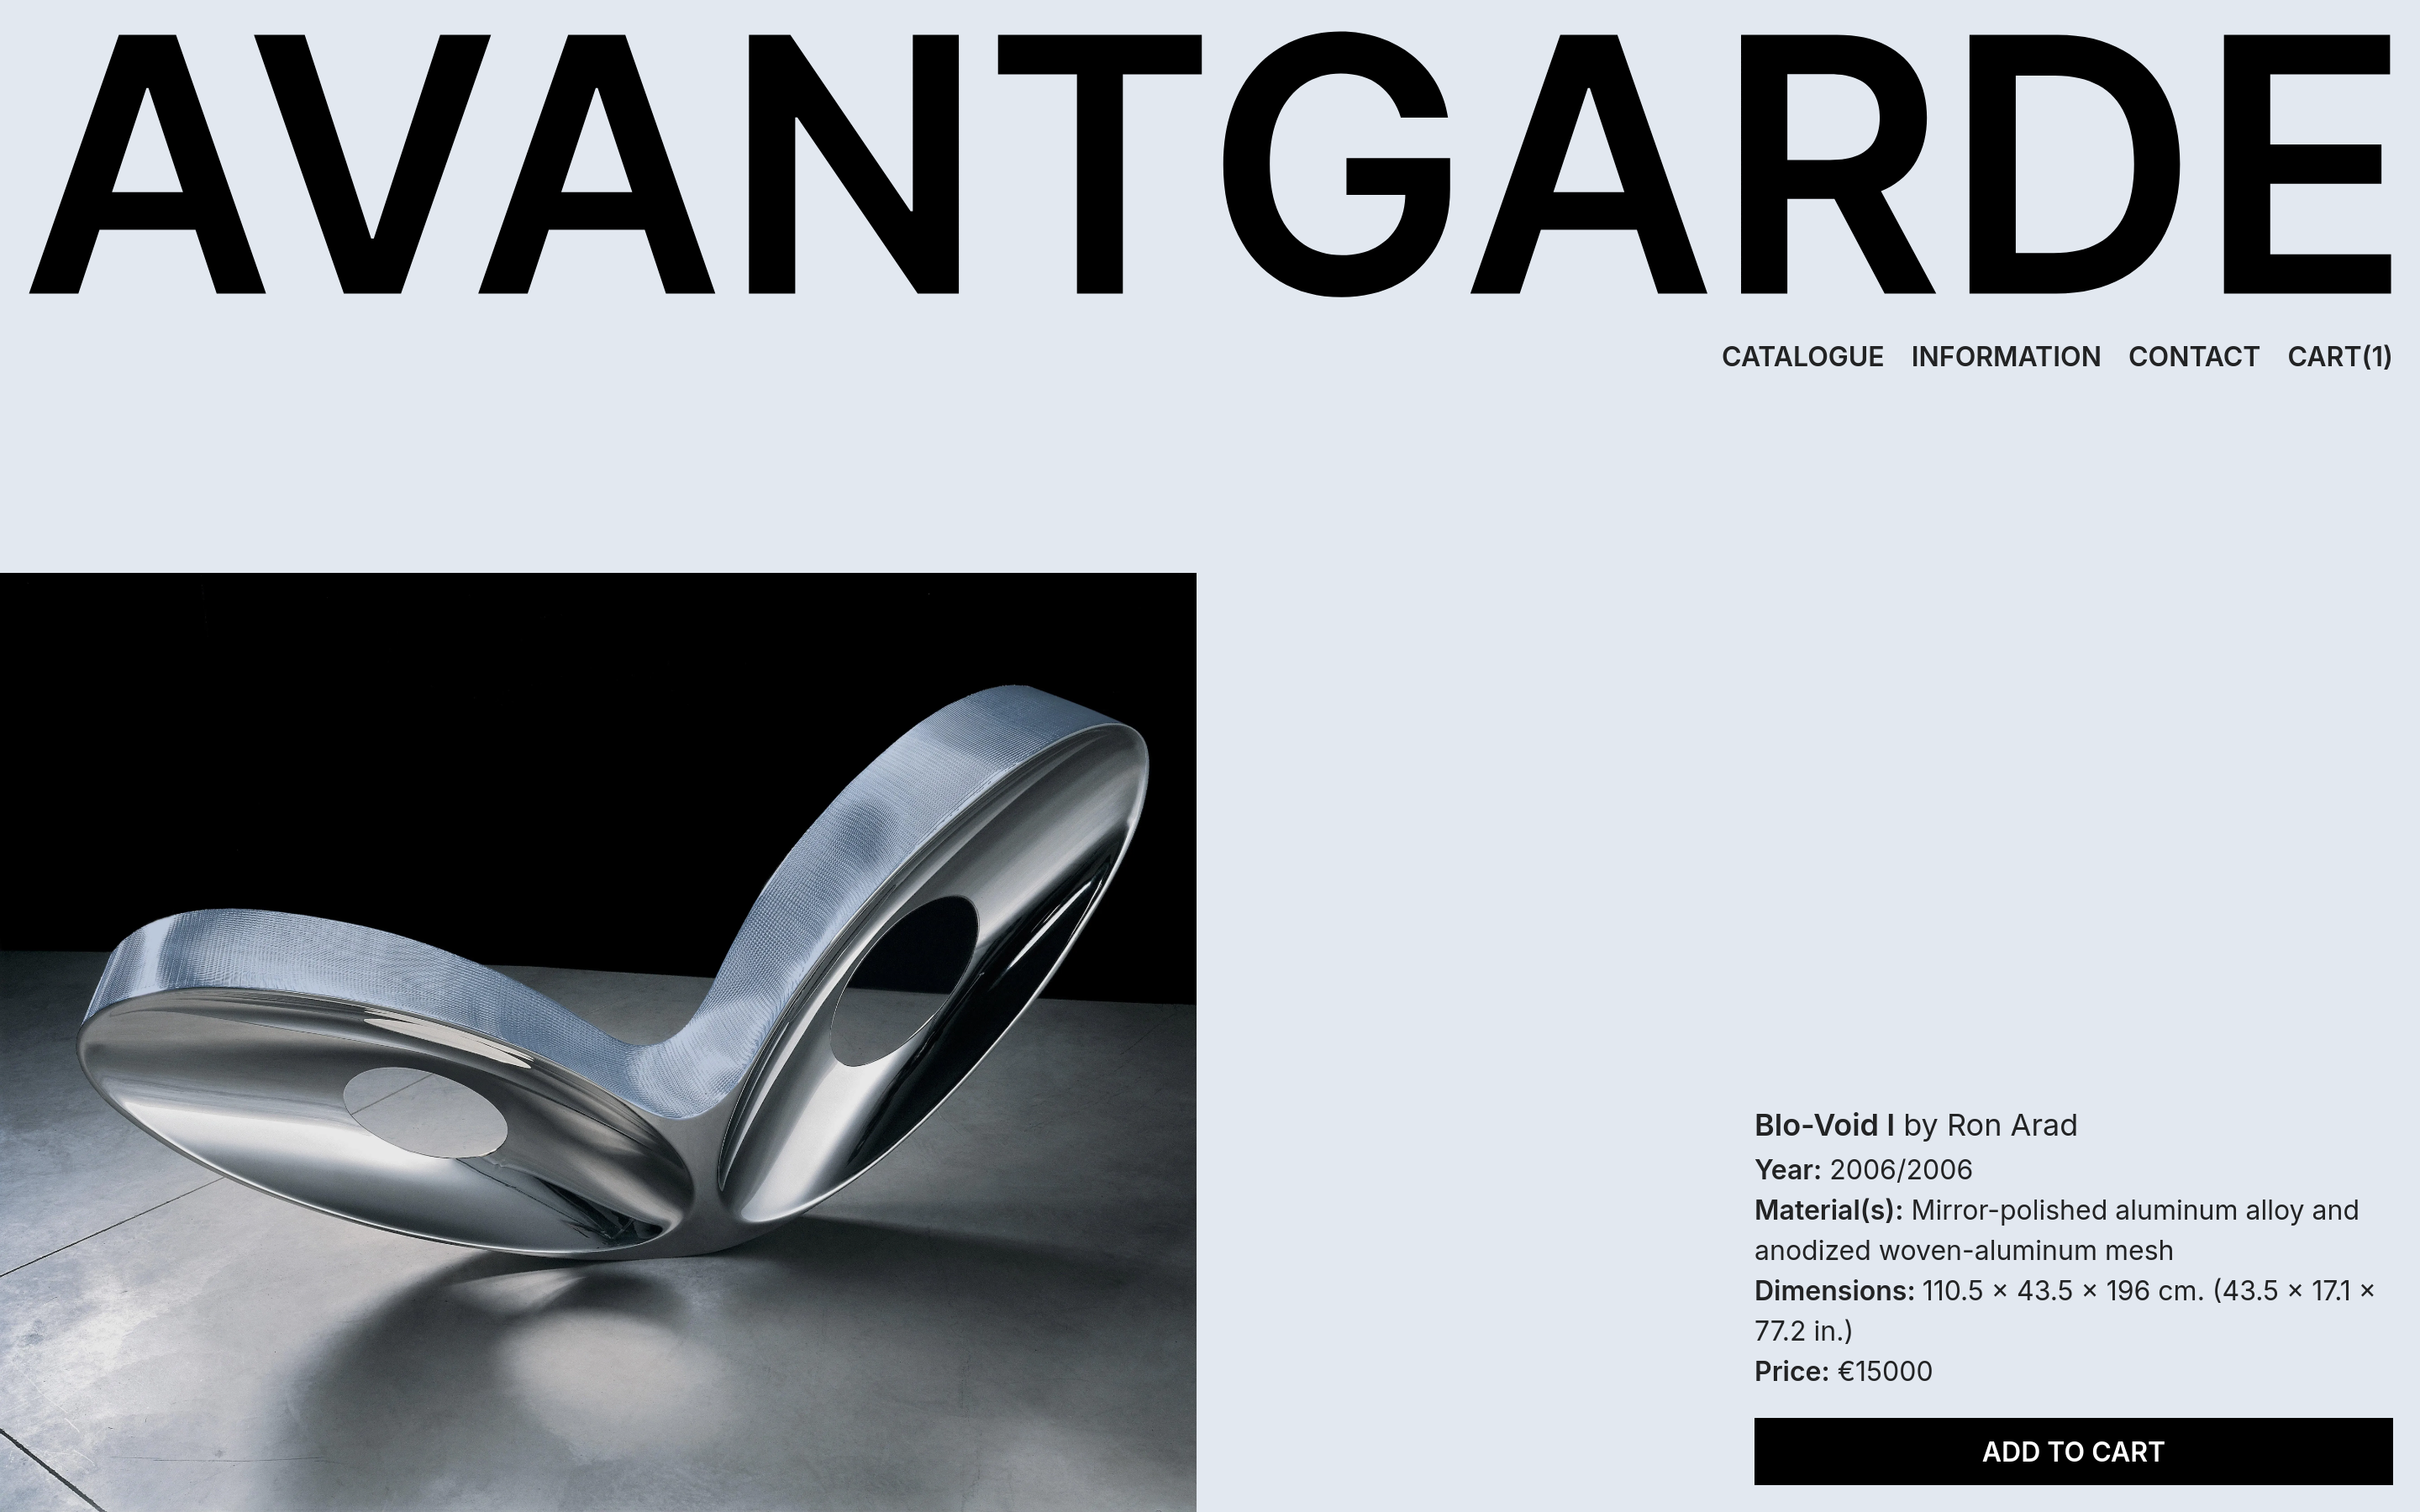 AVANTGARDE
CATALOGUE INFORMATION CONTACT CART(1)
Blo-Void I by Ron Arad
Year: 2006/2006
Material(s): Mirror-polished aluminum alloy and
anodized woven-aluminum mesh
Dimensions: 110.5 × 43.5 × 196 cm. (43.5 × 17.1 ×
77.2 in.)
Price: €15000
ADD TO CART